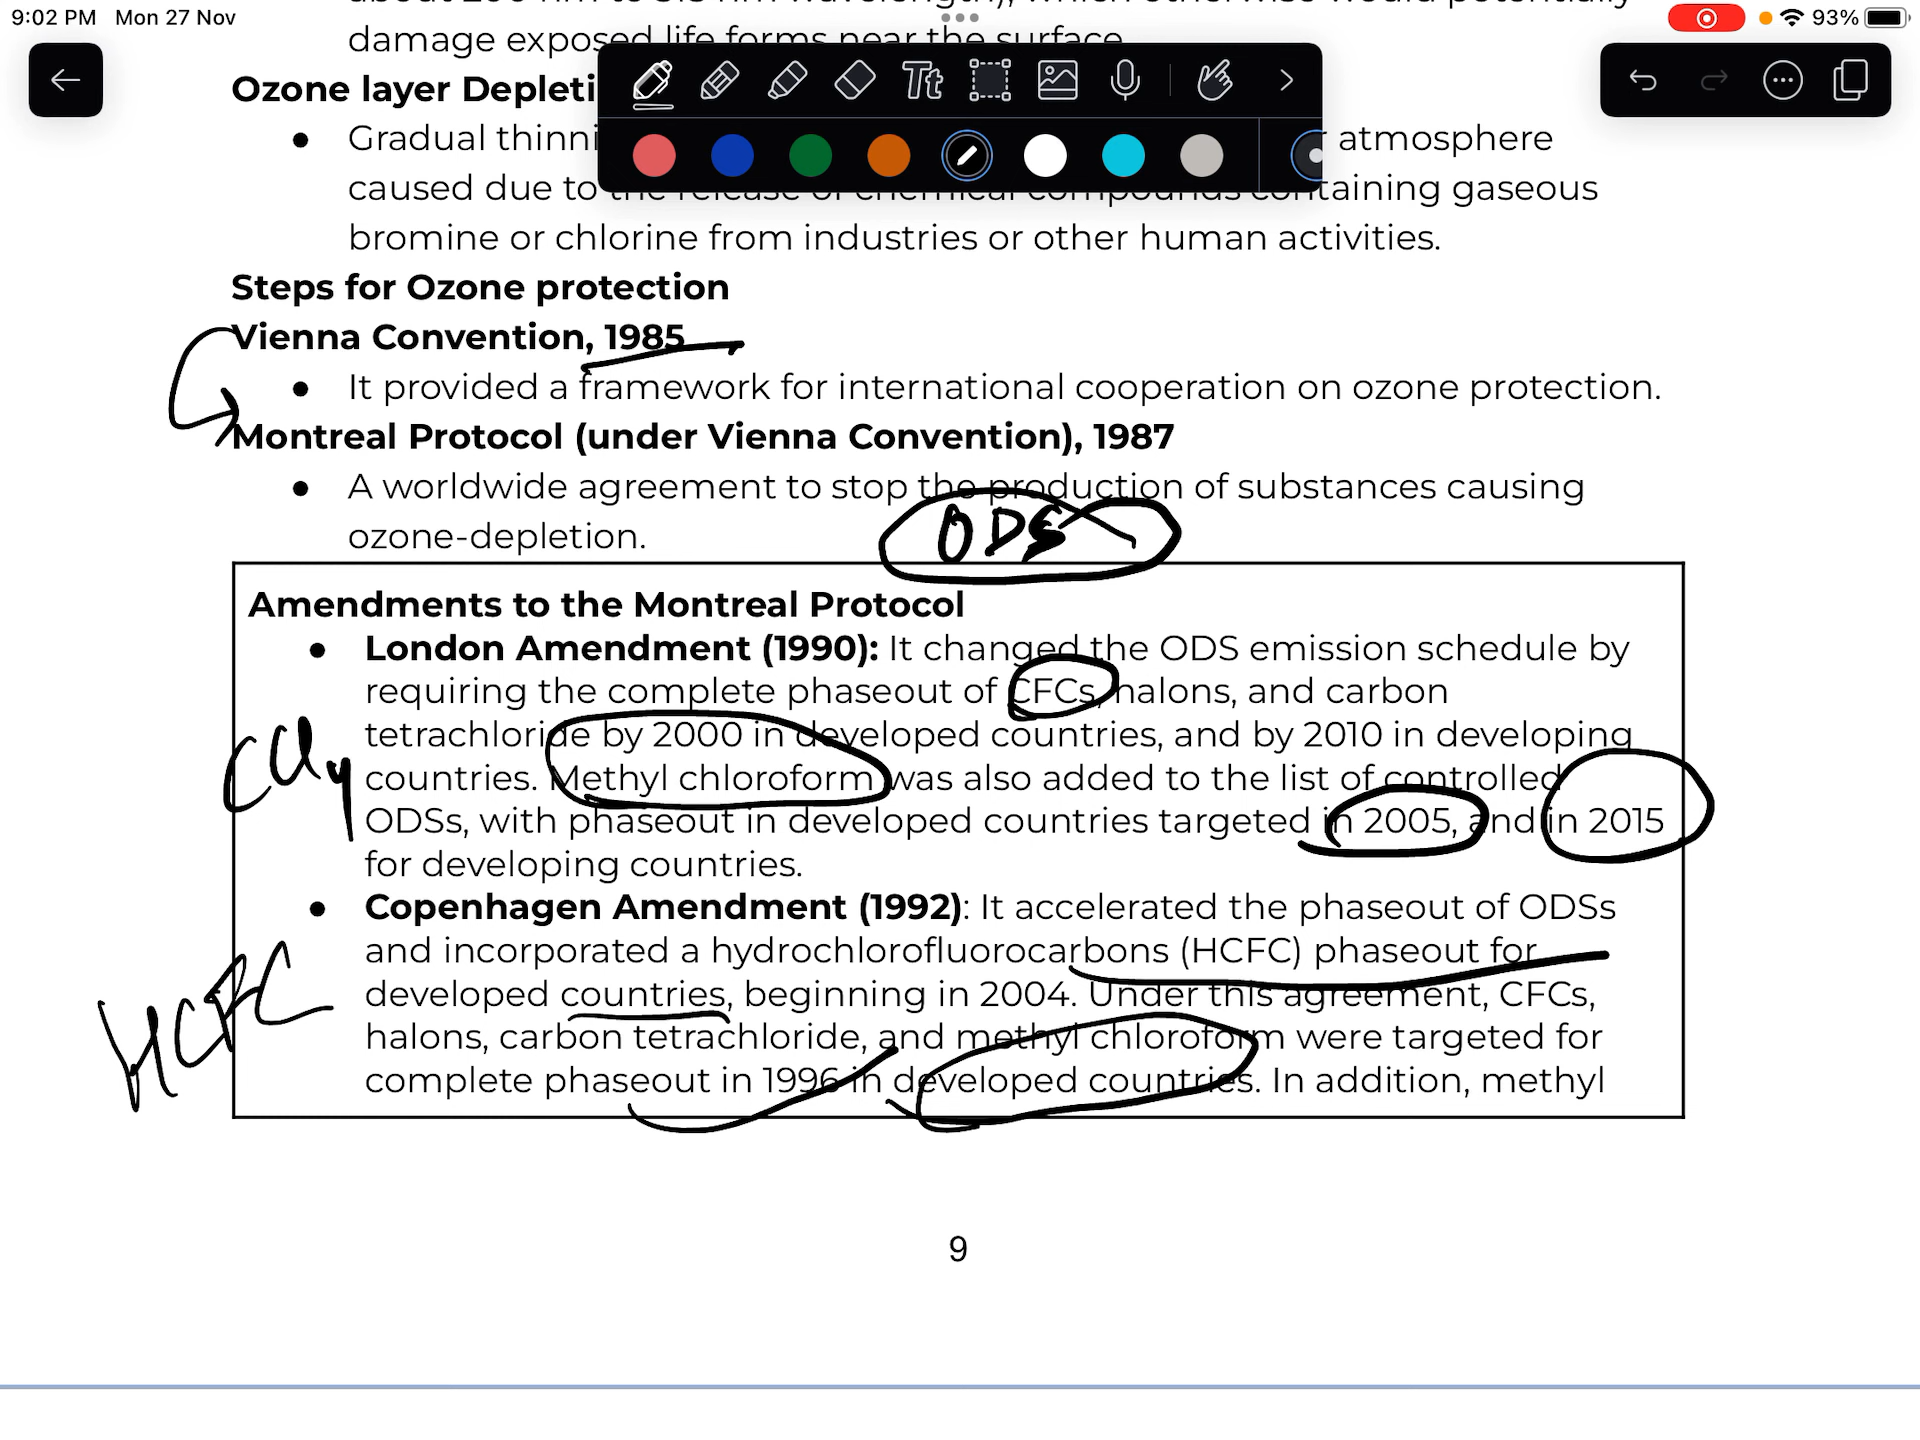 9:02 PM Mon 27 Nov
93%
damage exposed life forms near the surface
Tt
Ozone layer Depleti
Gradual thinni atmosphere
caused due to the release of chemical compounds containing gaseous
bromine or chlorine from industries or other human activities.
Steps for Ozone protection
Vienna Convention, 1985
It provided a framework for international cooperation on ozone protection.
Montreal Protocol (under Vienna Convention), 1987
A worldwide agreement to stop the production of substances causing
ozone-depletion.
ODS
Amendments to the Montreal Protocol
London Amendment (1990): It changed the ODS emission schedule by
requiring the complete phaseout of CFCs, halons, and carbon
tetrachloride by 2000 in developed countries, and by 2010 in developing
CCl4
countries. Methyl chloroform was also added to the list of controlled
ODSs, with phaseout in developed countries targeted in 2005, and in 2015
for developing countries.
Copenhagen Amendment (1992): It accelerated the phaseout of ODSs
and incorporated a hydrochlorofluorocarbons (HCFC) phaseout for
developed countries, beginning in 2004. Under this agreement, CFCs,
HCFC
halons, carbon tetrachloride, and methyl chloroform were targeted for
complete phaseout in 1996 in developed countries. In addition, methyl
9